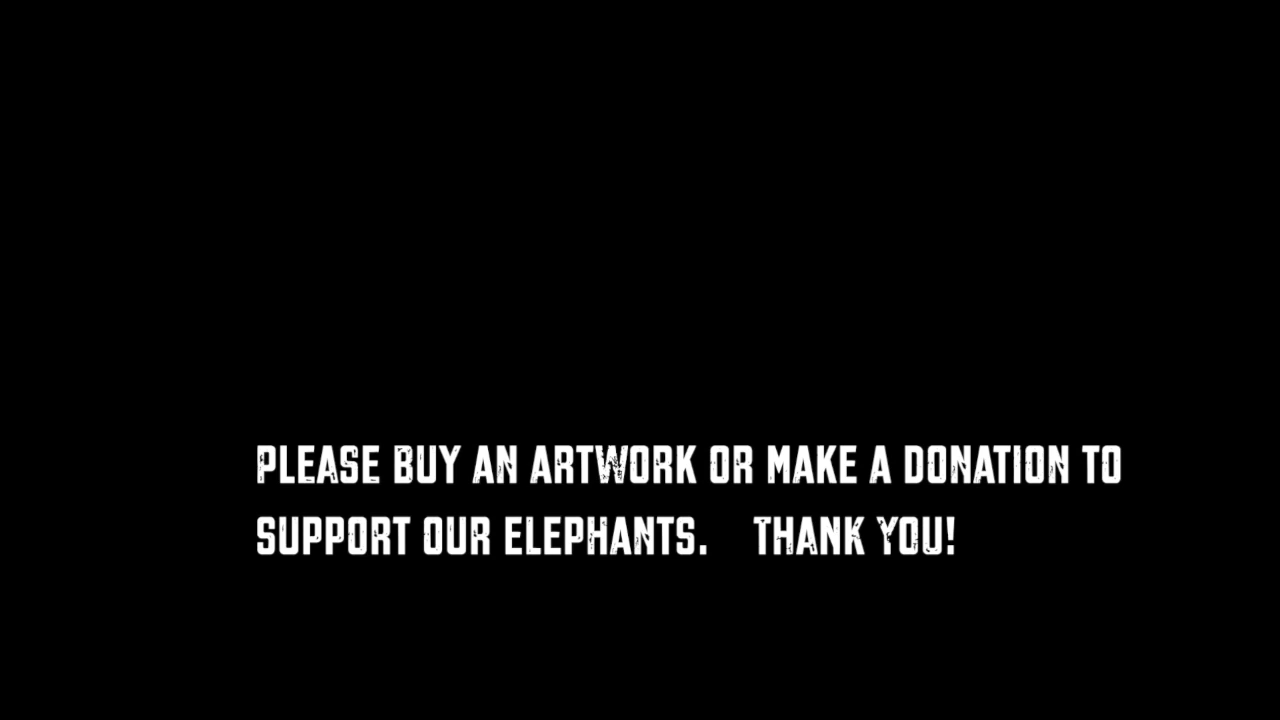 PLEASE BUY AN ARTWORK OR MAKE A DONATION TO
SUPPORT OUR ELEPHANTS. THANK YOU!